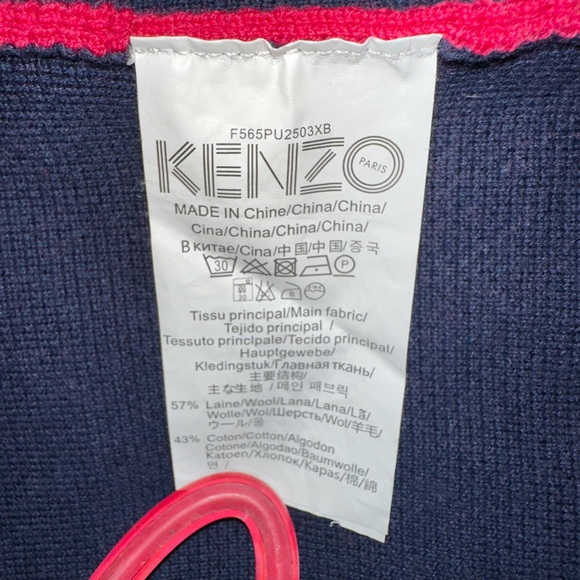 F565PU2503XB
KENZO PARIS
MADE IN Chine/China/China/
Cina/China/China/China/
В китае/Cina/中国/中国/중국
30
30
Tissu principal/Main fabric/
Tejido principal /
Tessuto principale/Tecido principal/
Hauptgewebe/
Kledingstuk/Главная ткань/
主要结构/
主な生地 /메인 패브릭
57% Laine/Wool/Lana/Lana/Lã/
Wolle/Wol/Шерсть/Wol/羊毛/
ウール/울
43% Coton/Cotton/Algodon
Cotone/Algodao/Baumwolle/
Katoen/Хлопок/Kapas/棉/綿/
면 /